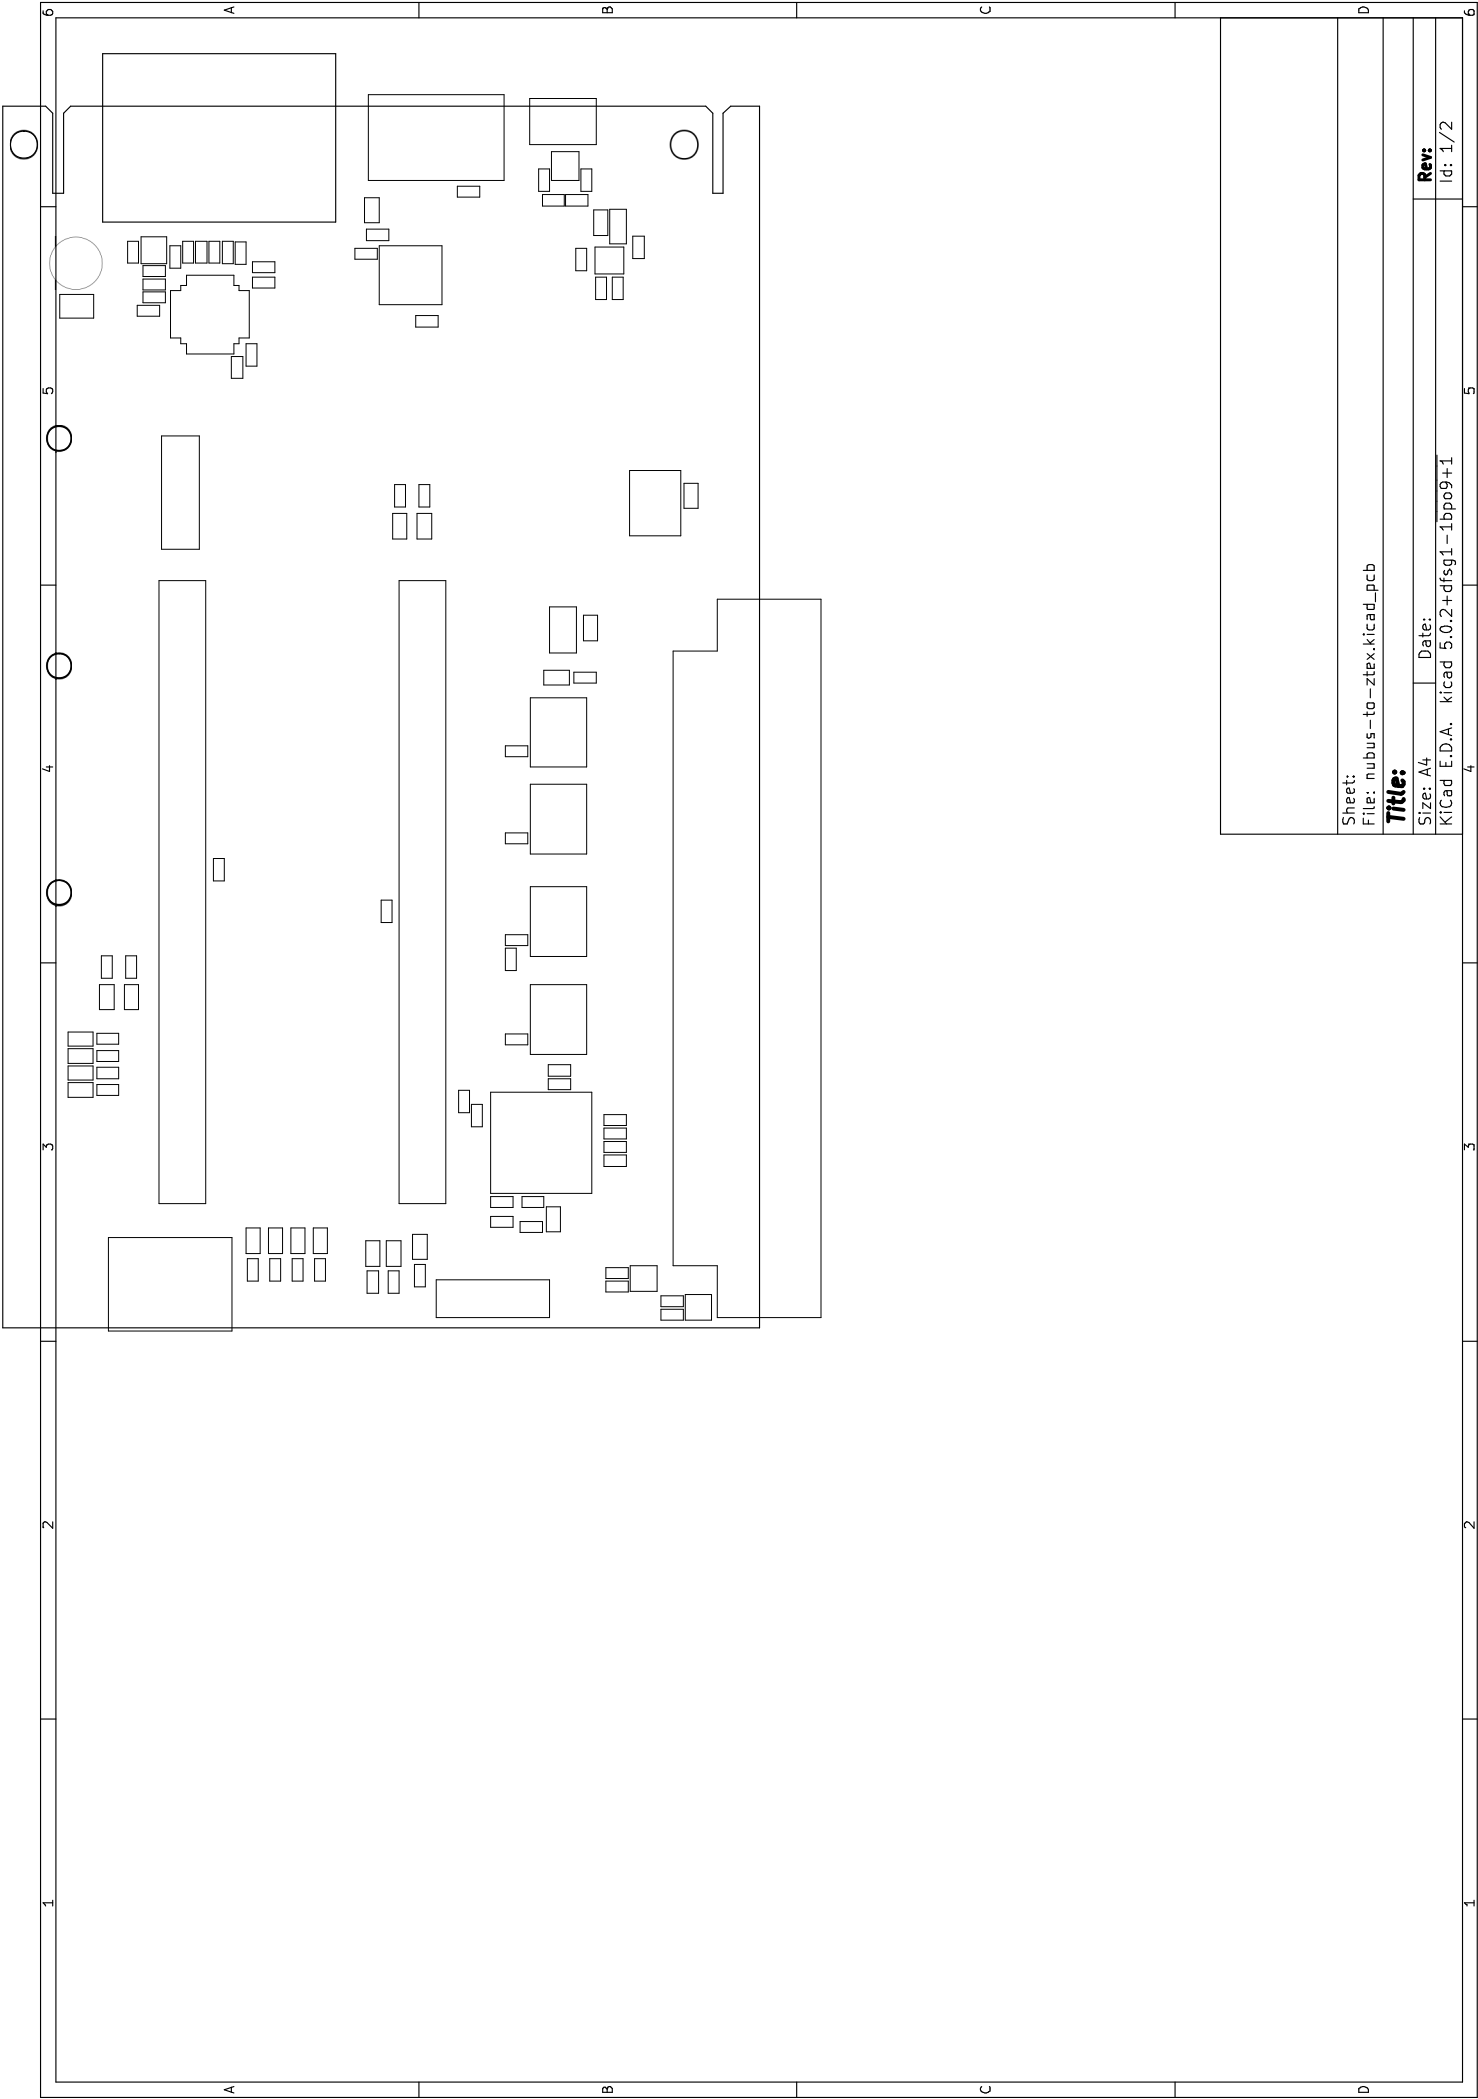 6
A
B
C
D
6
5
5
4
4
3
3
2
2
1
1
A
B
C
D
Sheet:
File: nubus-to-ztex.kicad_pcb
Title:
Size: A4
Date:
Rev:
KiCad E.D.A.  kicad 5.0.2+dfsg1-1bpo9+1
Id: 1/2